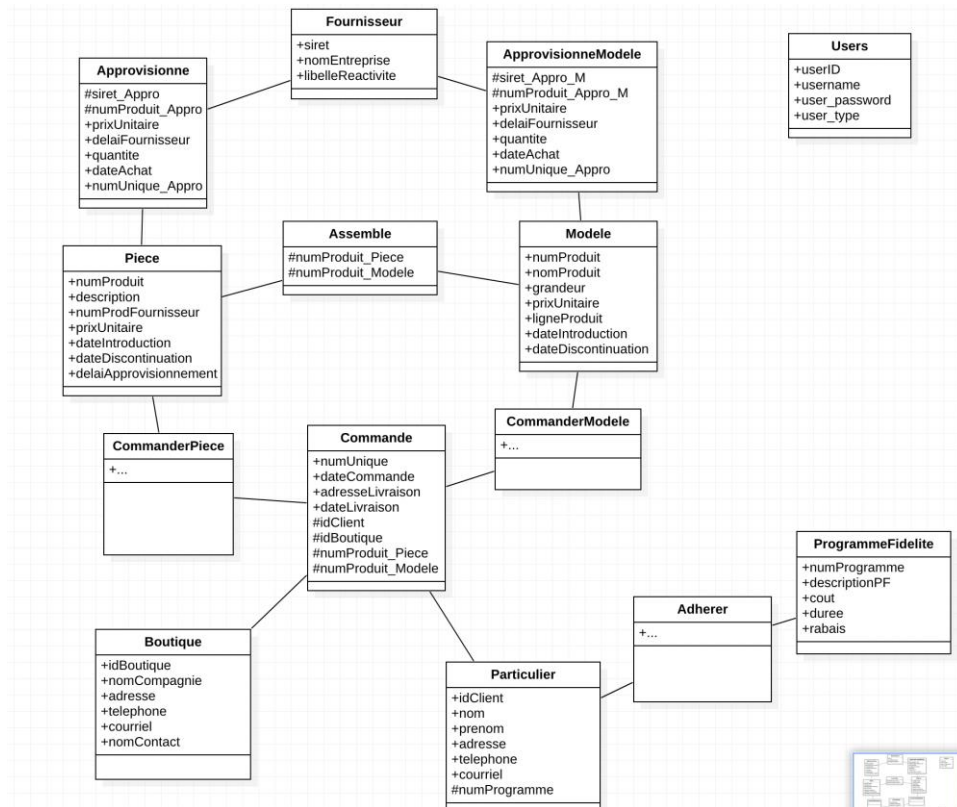 Fournisseur
+siret
+nomEntreprise
+libelleReactivite
Approvisionne
#siret_Appro
#numProduit_Appro
+prixUnitaire
+delaiFournisseur
+quantite
+dateAchat
+numUnique_Appro
ApprovisionneModele
#siret_Appro_M
#numProduit_Appro_M
+prixUnitaire
+delaiFournisseur
+quantite
+dateAchat
+numUnique_Appro
Users
+userID
+username
+user_password
+user_type
Piece
+numProduit
+description
+numProdFournisseur
+prixUnitaire
+dateIntroduction
+dateDiscontinuation
+delaiApprovisionnement
Assemble
#numProduit_Piece
#numProduit_Modele
Modele
+numProduit
+nomProduit
+grandeur
+prixUnitaire
+ligneProduit
+dateIntroduction
+dateDiscontinuation
CommanderPiece
+...
Commande
+numUnique
+dateCommande
+adresseLivraison
+dateLivraison
#idClient
#idBoutique
#numProduit_Piece
#numProduit_Modele
CommanderModele
+...
Boutique
+idBoutique
+nomCompagnie
+adresse
+telephone
+courriel
+nomContact
Particulier
+idClient
+nom
+prenom
+adresse
+telephone
+courriel
#numProgramme
Adherer
+...
ProgrammeFidelite
+numProgramme
+descriptionPF
+cout
+duree
+rabais